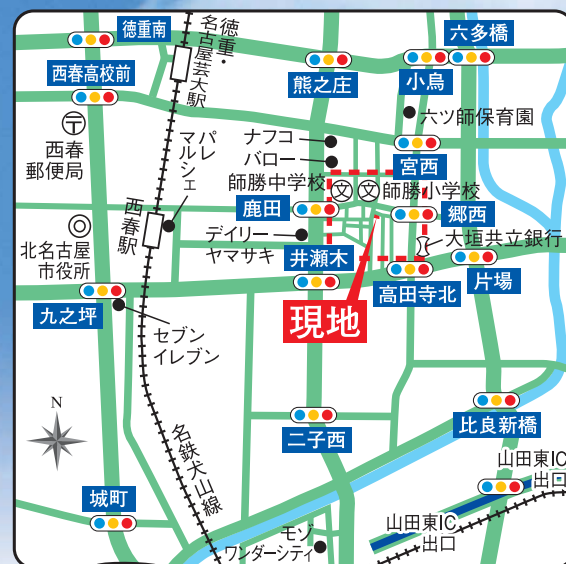 徳重南
徳重・
名古屋芸大駅
六多橋
西春高校前
熊之庄
小鳥
〒
西春
郵便局
パレ
マルシェ
ナフコ
バロー
六ツ師保育園
宮西
師勝中学校
文
文
師勝小学校
鹿田
郷西
西春駅
北名古屋
市役所
デイリー
ヤマサキ
大垣共立銀行
井瀬木
片場
高田寺北
九之坪
セブン
イレブン
現地
N
二子西
比良新橋
名鉄犬山線
山田東IC
出口
城町
山田東IC
出口
モゾ
ワンダーシティ